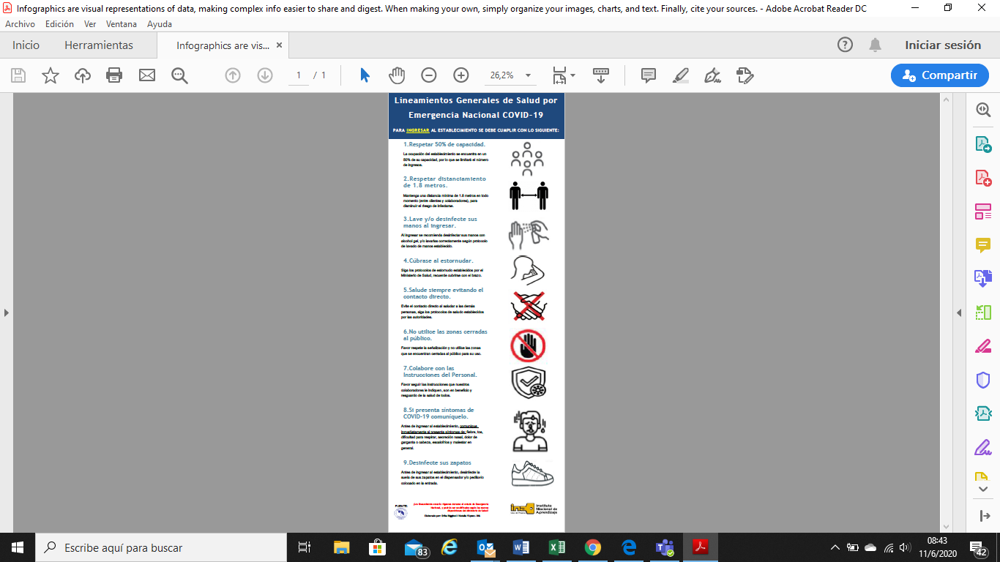 Infographics are visual representations of data, making complex info easier to share and digest. When making your own, simply organize your images, charts, and text. Finally, cite your sources. - Adobe Acrobat Reader DC
Archivo Edición Ver Ventana Ayuda
Inicio Herramientas Infographics are vis... Iniciar sesión
1 / 1 26,2% Compartir
Lineamientos Generales de Salud por
Emergencia Nacional COVID-19
PARA INGRESAR AL ESTABLECIMIENTO SE DEBE CUMPLIR CON LO SIGUIENTE:
1.Respetar 50% de capacidad.
La ocupación del establecimiento se encuentra en un
50% de su capacidad, por lo que se limitará el número
de ingresos.
2.Respetar distanciamiento
de 1.8 metros.
Mantenga una distancia mínima de 1.8 metros en todo
momento (entre clientes y colaboradores), para
disminuir el riesgo de infectarse.
3.Lave y/o desinfecte sus
manos al ingresar.
Al ingresar se recomienda desinfectar sus manos con
alcohol gel, y/o lavarlas correctamente según protocolo
de lavado de manos establecido.
4.Cúbrase al estornudar.
Siga los protocolos de estornudo establecidos por el
Ministerio de Salud, recuerde cubrirse con el brazo.
5.Salude siempre evitando el
contacto directo.
Evite el contacto directo al saludar a las demás
personas, siga los protocolos de saludo establecidos
por las autoridades.
6.No utilice las zonas cerradas
al público.
Favor respete la señalización y no utilice las zonas
que se encuentran cerradas al público para su uso.
7.Colabore con las
Instrucciones del Personal.
Favor seguir las instrucciones que nuestros
colaboradores le indiquen, son en beneficio y
resguardo de la salud de todos.
8.Si presenta síntomas de
COVID-19 comuníquelo.
Antes de ingresar al establecimiento, comunique
inmediatamente si presenta síntomas de: fiebre, tos,
dificultad para respirar, secreción nasal, dolor de
garganta o cabeza, escalofríos y malestar en
general.
9.Desinfecte sus zapatos
Antes de ingresar al establecimiento, desinfecte la
suela de sus zapatos en el dispensador y/o pediluvio
colocado en la entrada.
FUENTE:
Elaborado por:
ina
Instituto
Nacional de
Aprendizaje
Escribe aquí para buscar
83
08:43
11/6/2020
42